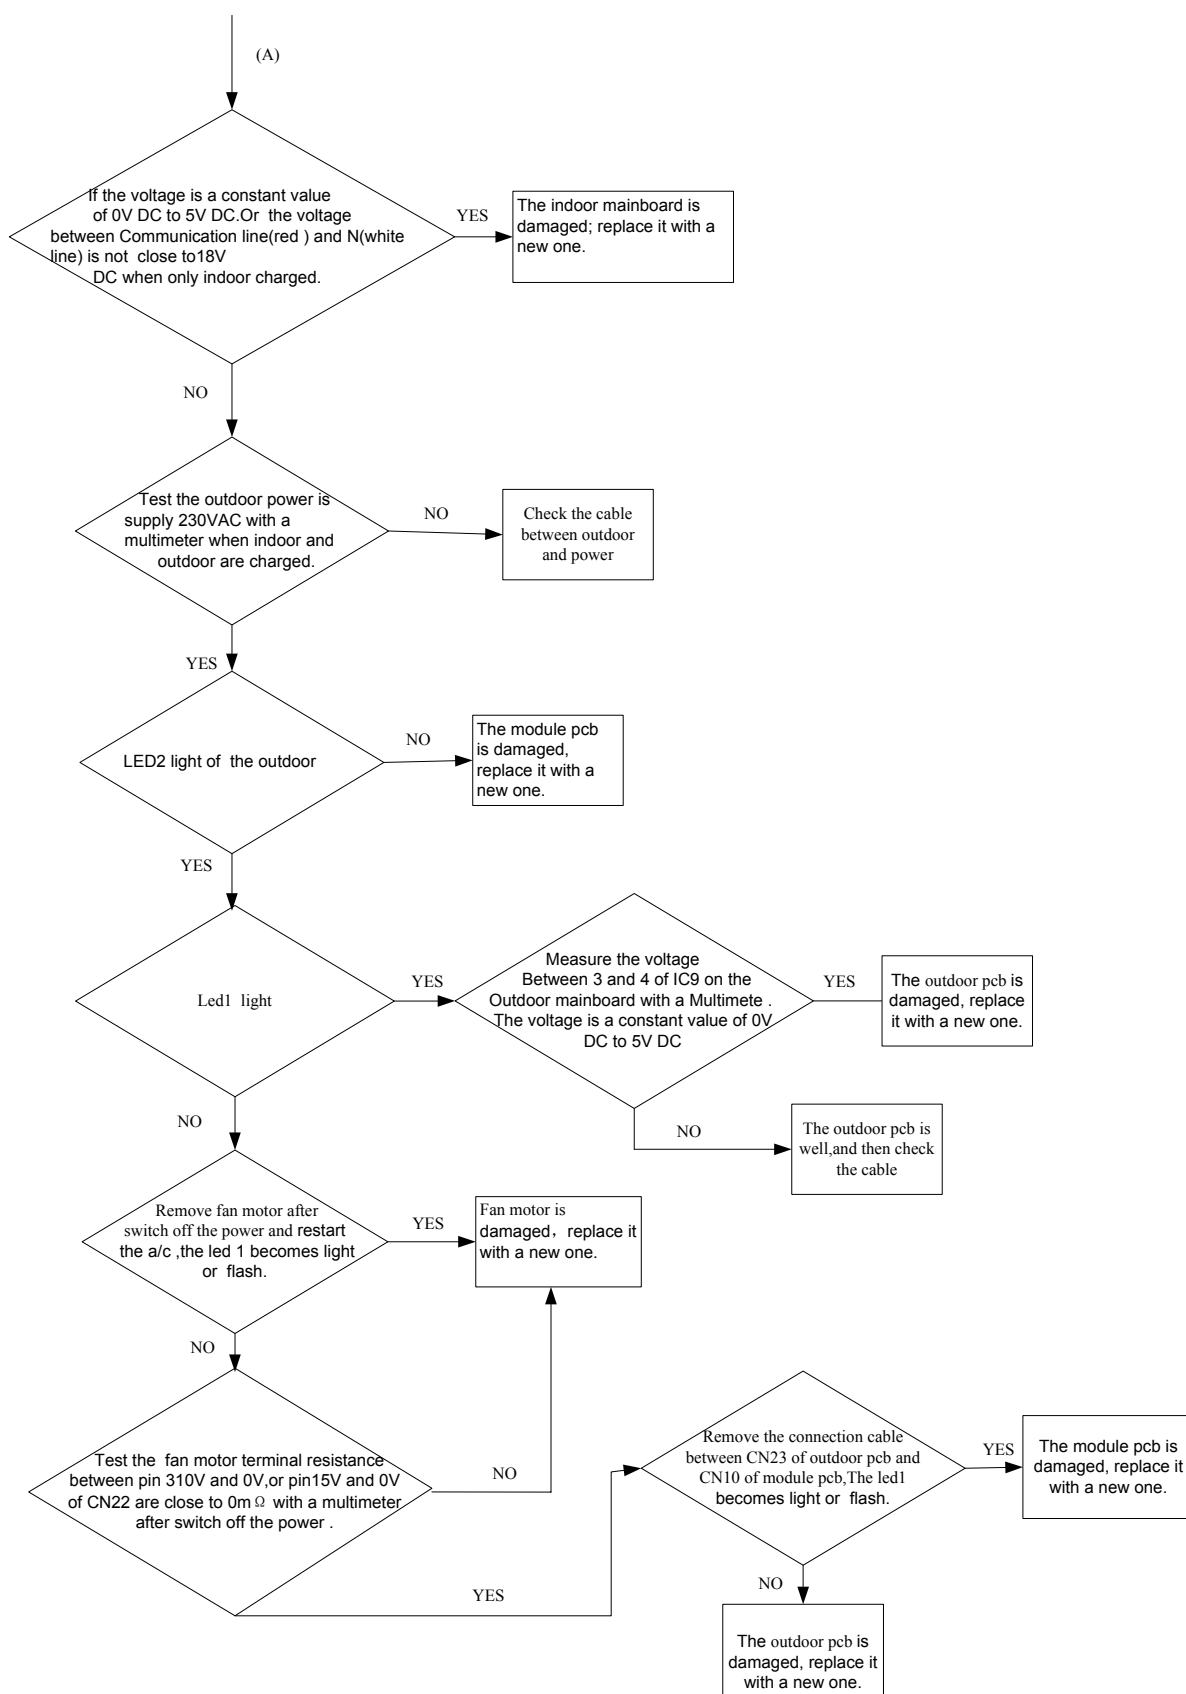 (A)
If the voltage is a constant value
of 0V DC to 5V DC.Or the voltage
between Communication line(red ) and N(white
line) is not close to18V
DC when only indoor charged.
YES
The indoor mainboard is
damaged; replace it with a
new one.
NO
Test the outdoor power is
supply 230VAC with a
multimeter when indoor and
outdoor are charged.
NO
Check the cable
between outdoor
and power
YES
LED2 light of the outdoor
NO
The module pcb
is damaged,
replace it with a
new one.
YES
Led1 light
YES
Measure the voltage
Between 3 and 4 of IC9 on the
Outdoor mainboard with a Multimete .
The voltage is a constant value of 0V
DC to 5V DC
YES
The outdoor pcb is
damaged, replace
it with a new one.
NO
The outdoor pcb is
well,and then check
the cable
NO
Remove fan motor after
switch off the power and restart
the a/c ,the led 1 becomes light
or flash.
YES
Fan motor is
damaged，replace it
with a new one.
NO
Test the fan motor terminal resistance
between pin 310V and 0V,or pin15V and 0V
of CN22 are close to 0mΩ with a multimeter
after switch off the power .
NO
YES
Remove the connection cable
between CN23 of outdoor pcb and
CN10 of module pcb,The led1
becomes light or flash.
YES
The module pcb is
damaged, replace it
with a new one.
NO
The outdoor pcb is
damaged, replace it
with a new one.